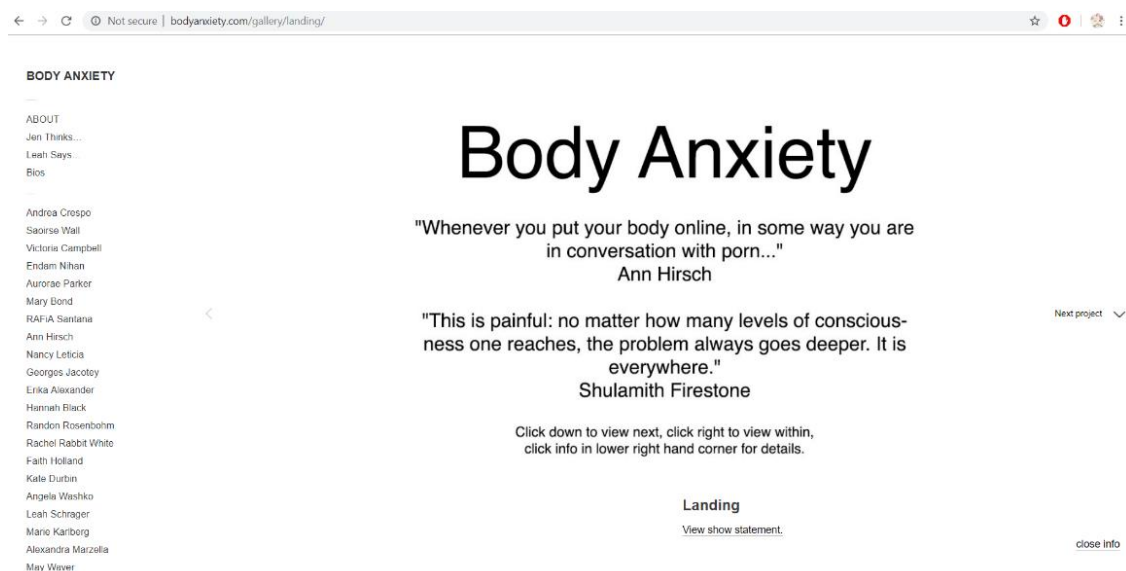 Not secure | bodyanxiety.com/gallery/landing/
BODY ANXIETY
ABOUT
Jen Thinks...
Leah Says...
Bios
Andrea Crespo
Saoirse Wall
Victoria Campbell
Endam Nihan
Aurorae Parker
Mary Bond
RAFiA Santana
Ann Hirsch
Nancy Leticia
Georges Jacotey
Erika Alexander
Hannah Black
Randon Rosenbohm
Rachel Rabbit White
Faith Holland
Kate Durbin
Angela Washko
Leah Schrager
Marie Karlberg
Alexandra Marzella
May Waver
Body Anxiety
"Whenever you put your body online, in some way you are
in conversation with porn..."
Ann Hirsch
"This is painful: no matter how many levels of conscious-
ness one reaches, the problem always goes deeper. It is
everywhere."
Shulamith Firestone
Click down to view next, click right to view within,
click info in lower right hand corner for details.
Landing
View show statement.
Next project
close info